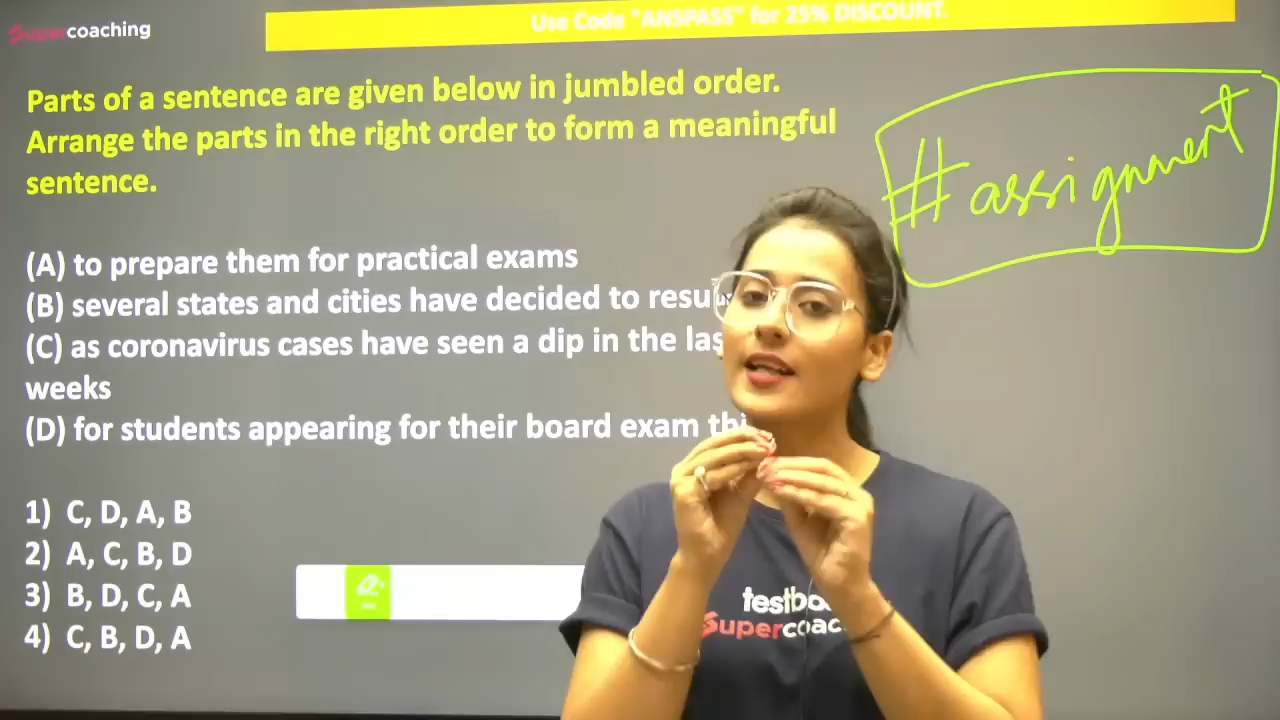 Supercoaching
Use Code "ANSPASS" for 25% DISCOUNT.
Parts of a sentence are given below in jumbled order.
Arrange the parts in the right order to form a meaningful
sentence.
#assignment
(A) to prepare them for practical exams
(B) several states and cities have decided to
(C) as coronavirus cases have seen a dip in the
weeks
(D) for students appearing for their board exam
1) C, D, A, B
2) A, C, B, D
3) B, D, C, A
4) C, B, D, A